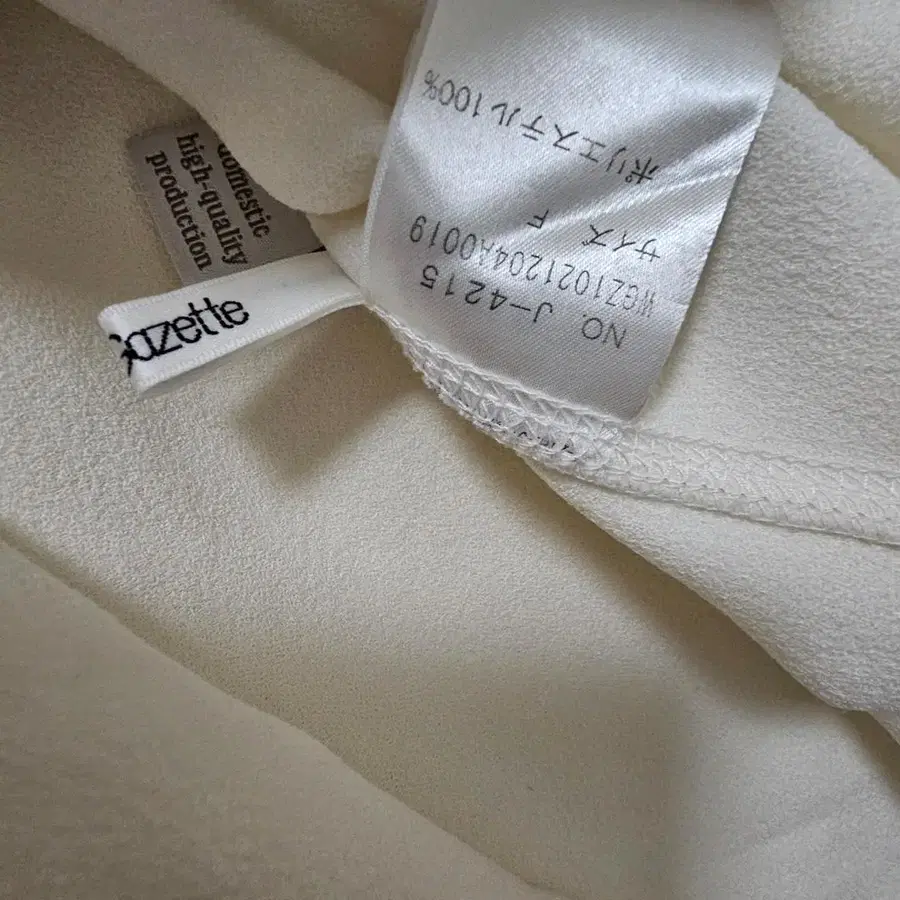 domestic
high-quality
production
Gazette
NO. J-4215
WGZ1021204A0019
サイズ F
ポリエステル100%